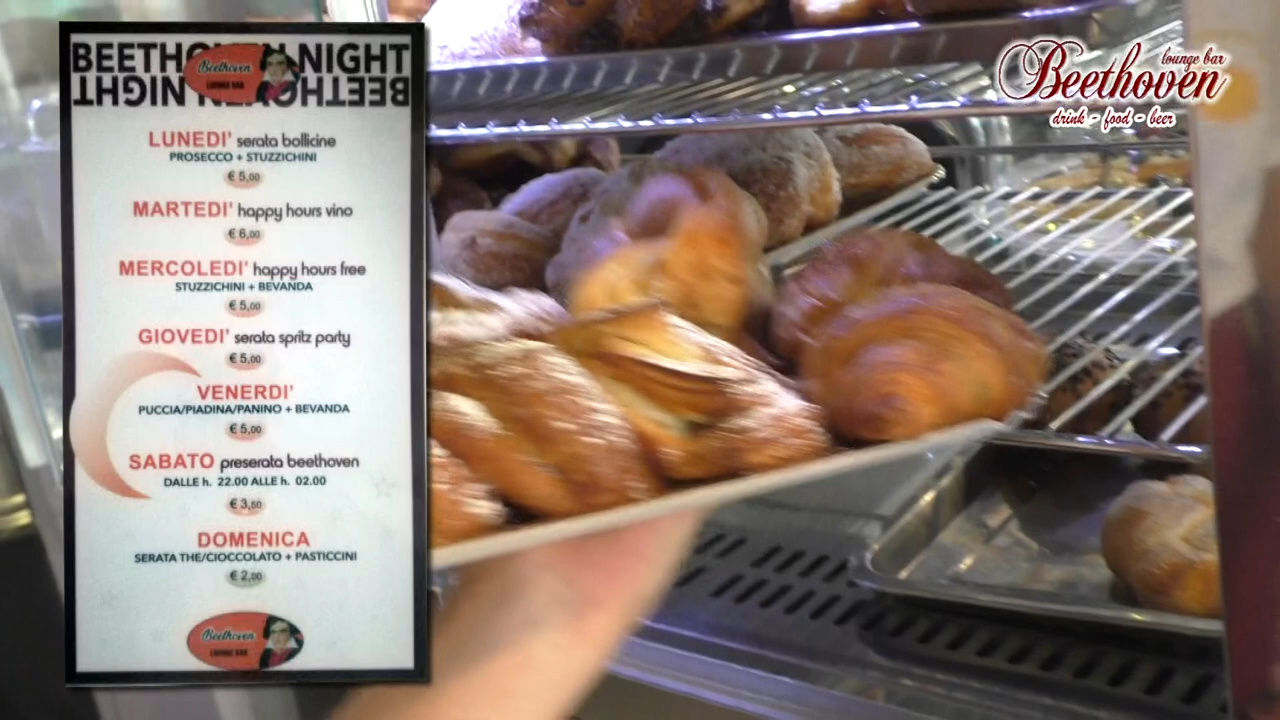 BEETHOVEN NIGHT
Beethoven
LOUNGE BAR
BEETHOVEN NIGHT
LUNEDI' serata bollicine
PROSECCO + STUZZICHINI
€ 5,00
MARTEDI' happy hours vino
€ 6,00
MERCOLEDI' happy hours free
STUZZICHINI + BEVANDA
€ 5,00
GIOVEDI' serata spritz party
€ 5,00
VENERDI'
PUCCIA/PIADINA/PANINO + BEVANDA
€ 5,00
SABATO preserata beethoven
DALLE h. 22.00 ALLE h. 02.00
€ 3,50
DOMENICA
SERATA THE/CIOCCOLATO + PASTICCINI
€ 2,00
Beethoven
LOUNGE BAR
lounge bar
Beethoven
drink - food - beer